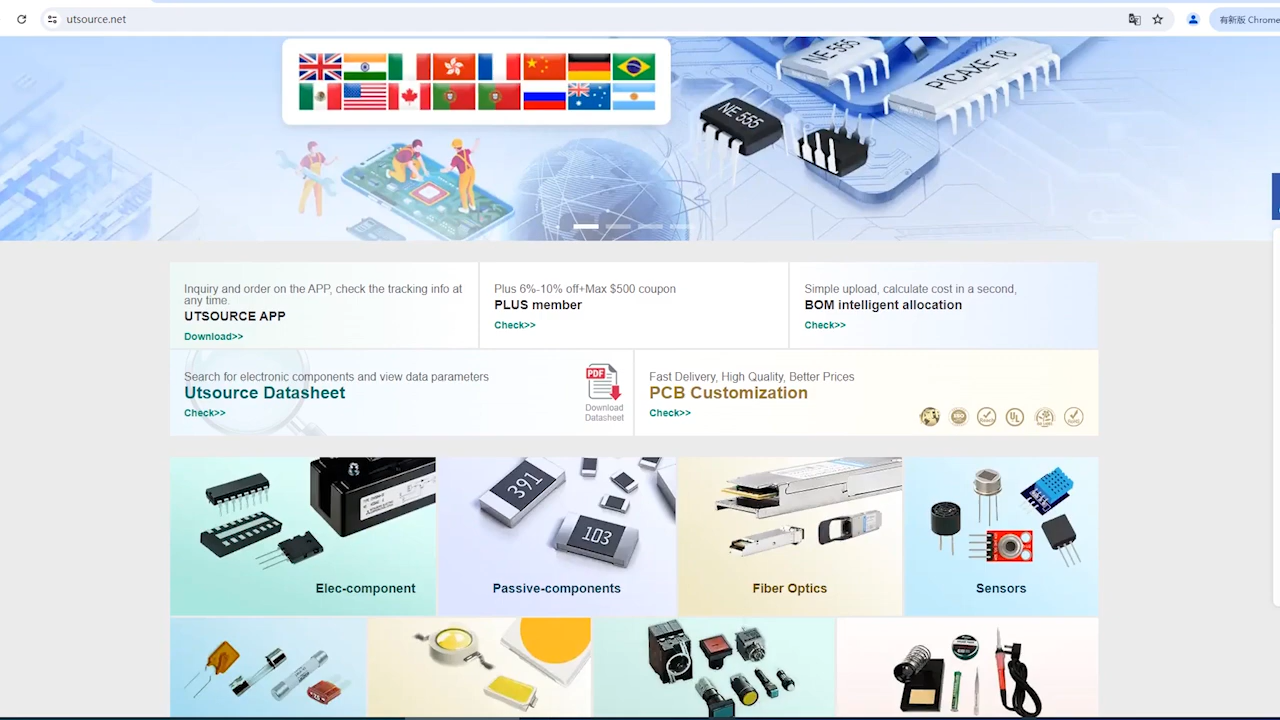 utsource.net
有新版 Chrome
NE 555
PICAXE-18
NE 555
Inquiry and order on the APP, check the tracking info at
any time.
UTSOURCE APP
Download>>
Plus 6%-10% off+Max $500 coupon
PLUS member
Check>>
Simple upload, calculate cost in a second,
BOM intelligent allocation
Check>>
Search for electronic components and view data parameters
Utsource Datasheet
Check>>
PDF
Download
Datasheet
Fast Delivery, High Quality, Better Prices
PCB Customization
Check>>
UL
391
103
Elec-component
Passive-components
Fiber Optics
Sensors